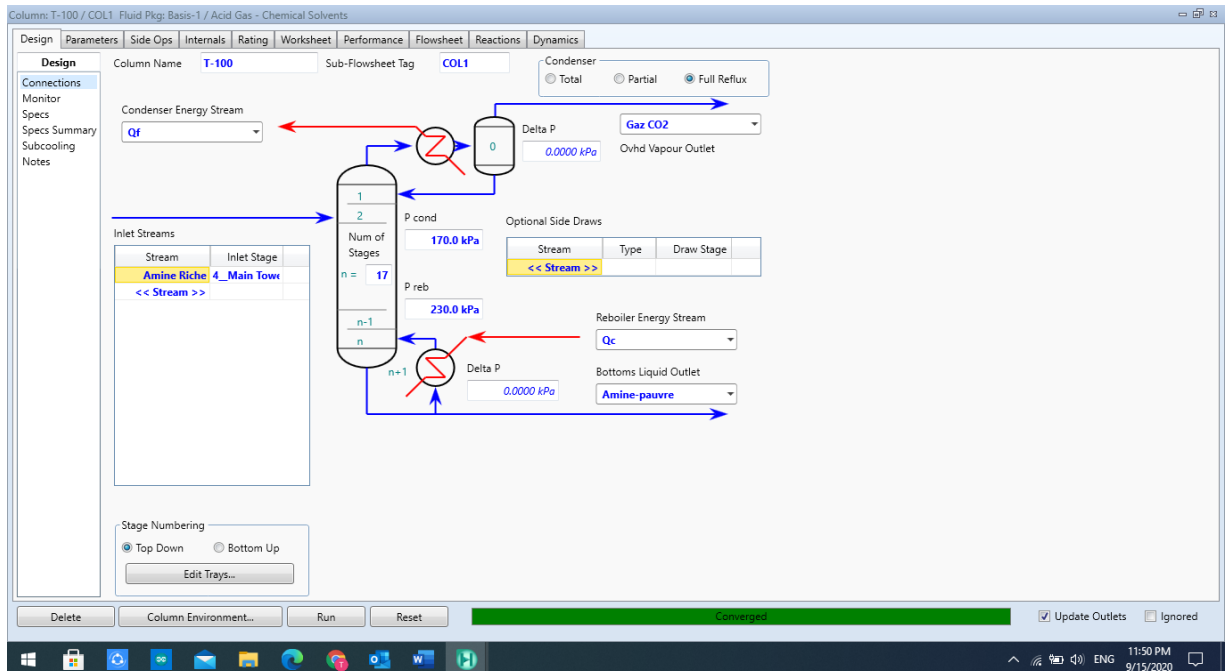 Column: T-100 / COL1 Fluid Pkg: Basis-1 / Acid Gas - Chemical Solvents
Design Parameters Side Ops Internals Rating Worksheet Performance Flowsheet Reactions Dynamics
Design
Connections
Monitor
Specs
Specs Summary
Subcooling
Notes
Column Name T-100 Sub-Flowsheet Tag COL1
Condenser
Total Partial Full Reflux
Condenser Energy Stream
Qf
Delta P
0.0000 kPa
Gaz CO2
Ovhd Vapour Outlet
0
1
2
Num of
Stages
n = 17
n-1
n
n+1
P cond
170.0 kPa
P reb
230.0 kPa
Inlet Streams
Stream Inlet Stage
Amine Riche 4__Main Towe
<< Stream >>
Optional Side Draws
Stream Type Draw Stage
<< Stream >>
Reboiler Energy Stream
Qc
Delta P
0.0000 kPa
Bottoms Liquid Outlet
Amine-pauvre
Stage Numbering
Top Down Bottom Up
Edit Trays...
Delete Column Environment... Run Reset Converged Update Outlets Ignored
ENG
11:50 PM
9/15/2020